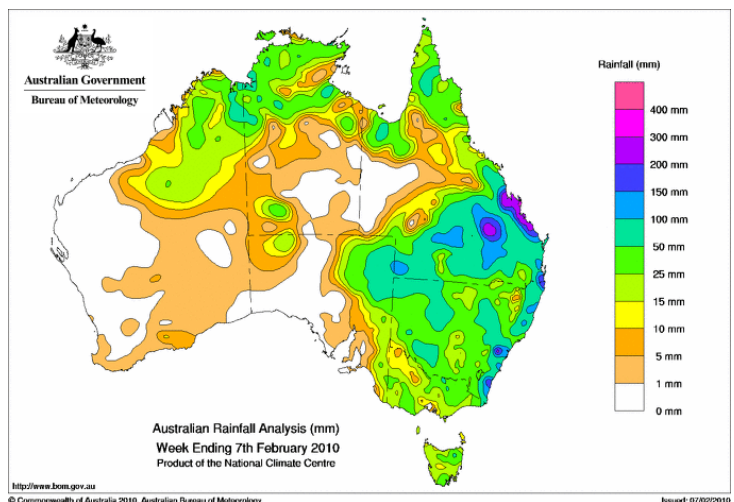 Australian Government
Bureau of Meteorology
Rainfall (mm)
400 mm
300 mm
200 mm
150 mm
100 mm
50 mm
25 mm
15 mm
10 mm
5 mm
1 mm
0 mm
Australian Rainfall Analysis (mm)
Week Ending 7th February 2010
Product of the National Climate Centre
http://www.bom.gov.au
© Commonwealth of Australia 2010, Australian Bureau of Meteorology
Issued: 07/02/2010